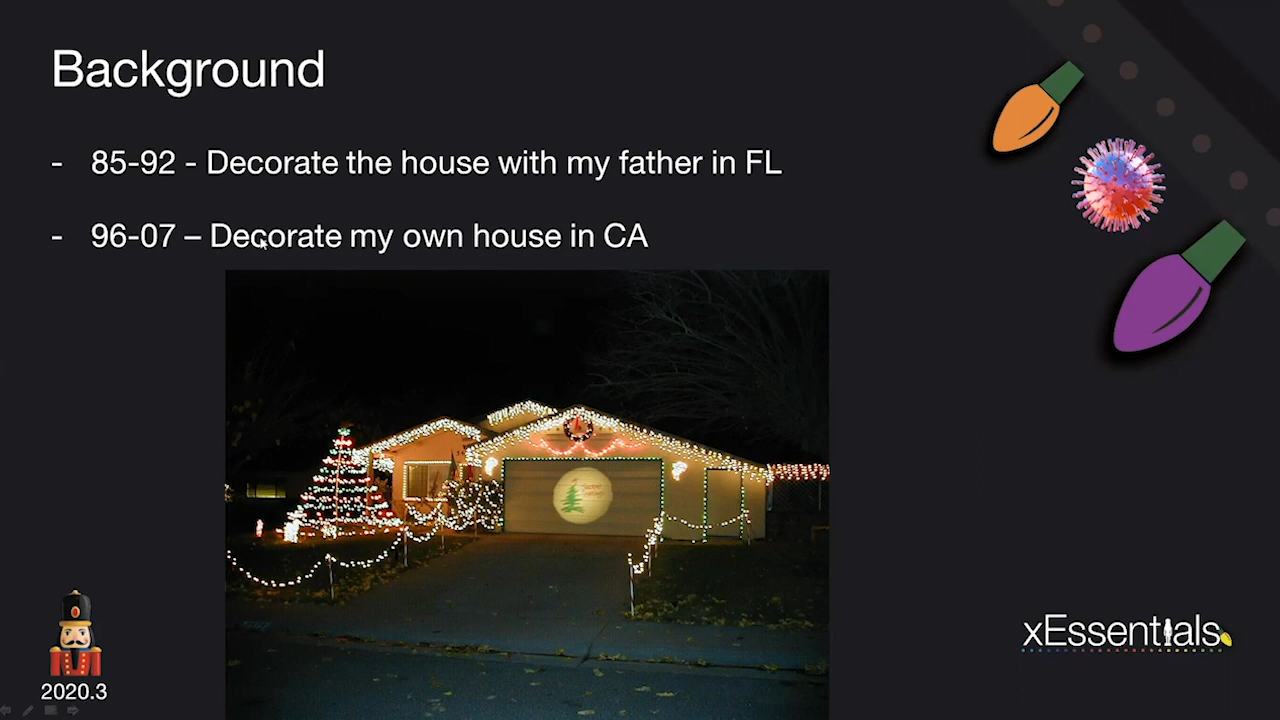 Background
- 85-92 - Decorate the house with my father in FL
- 96-07 – Decorate my own house in CA
xEssentials
2020.3